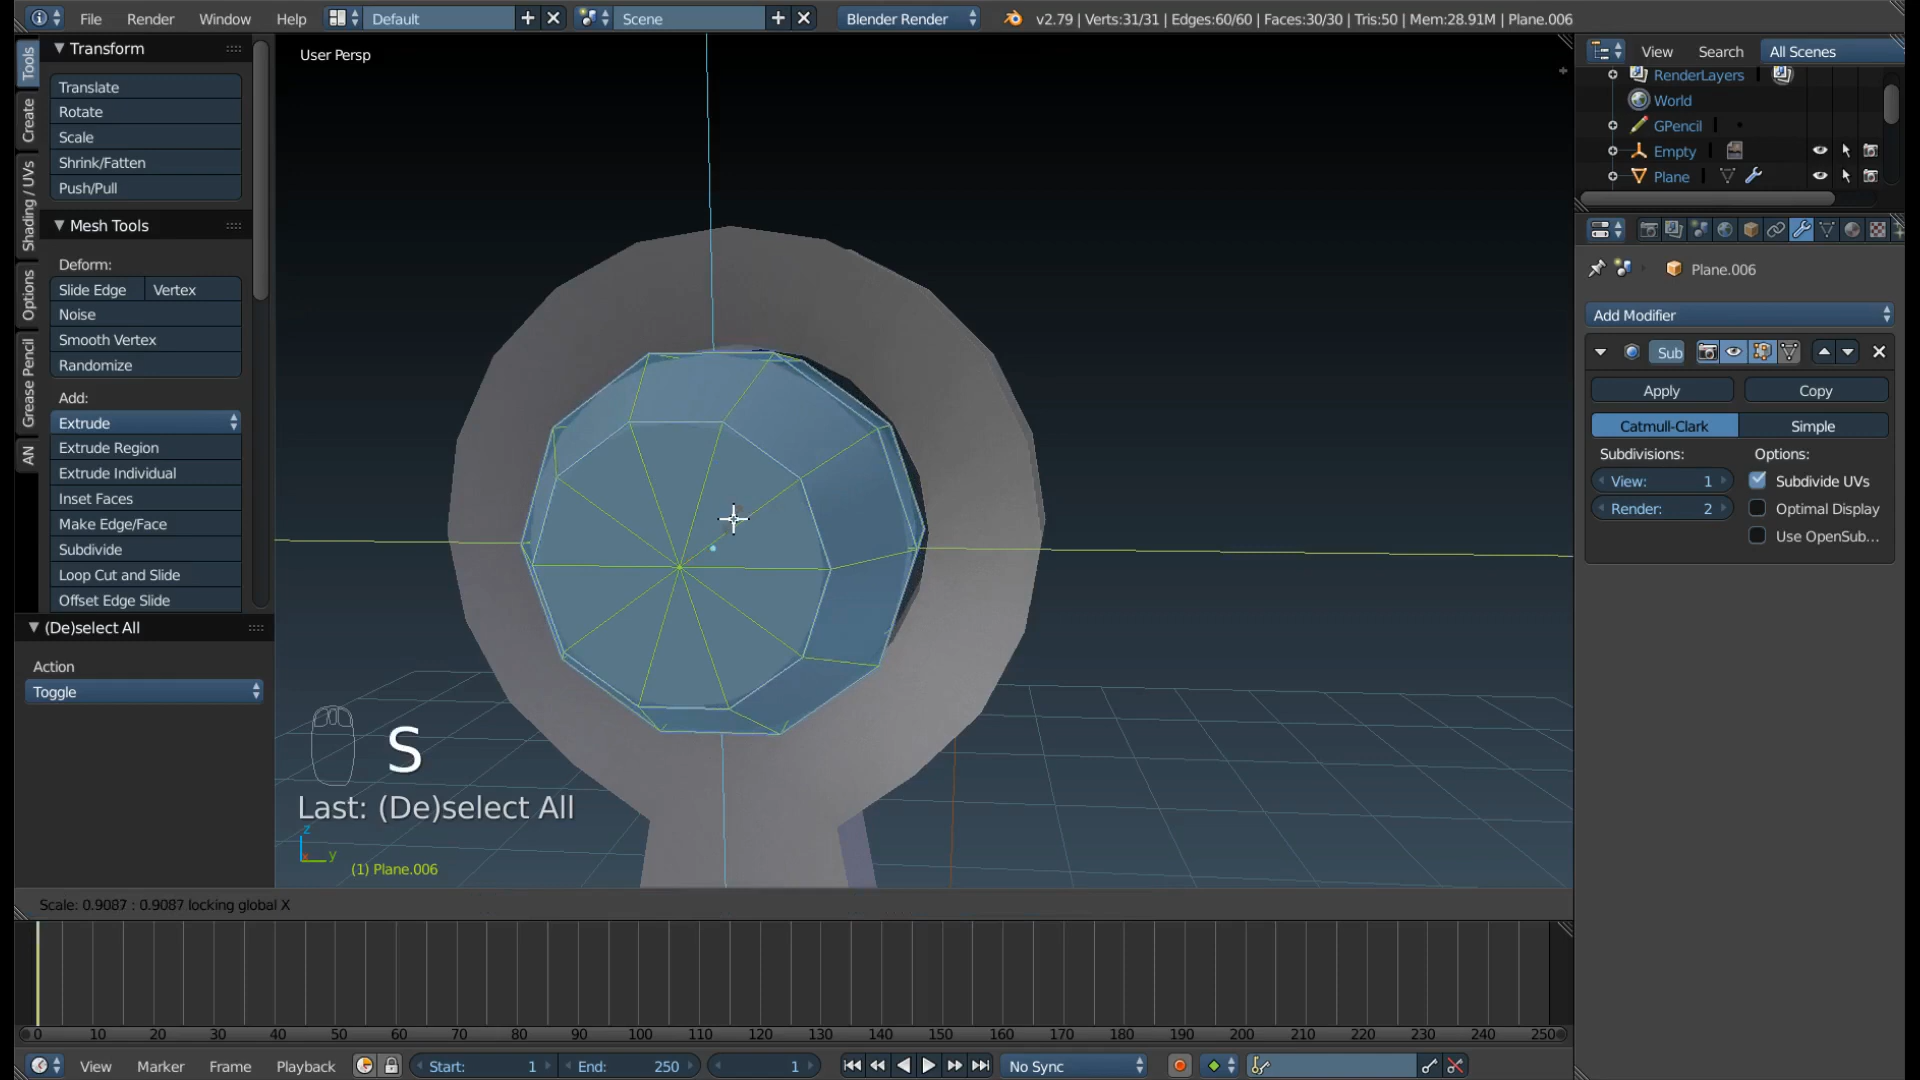 File Render Window Help Default Scene Blender Render v2.79 | Verts:31/31 | Edges:60/60 | Faces:30/30 | Tris:50 | Mem:28.91M | Plane.006
Tools
Create
Shading / UVs
Options
Grease Pencil
AN
Transform
Translate
Rotate
Scale
Shrink/Fatten
Push/Pull
Mesh Tools
Deform:
Slide Edge Vertex
Noise
Smooth Vertex
Randomize
Add:
Extrude
Extrude Region
Extrude Individual
Inset Faces
Make Edge/Face
Subdivide
Loop Cut and Slide
Offset Edge Slide
(De)select All
Action
Toggle
User Persp
S
Last: (De)select All
z
x y
(1) Plane.006
Scale: 0.9087 : 0.9087 locking global X
View Search All Scenes
RenderLayers
World
GPencil
Empty
Plane
Plane.006
Add Modifier
Sub
Apply Copy
Catmull-Clark Simple
Subdivisions: Options:
View: 1 Subdivide UVs
Render: 2 Optimal Display
Use OpenSub...
0 10 20 30 40 50 60 70 80 90 100 110 120 130 140 150 160 170 180 190 200 210 220 230 240 250
View Marker Frame Playback Start: 1 End: 250 1 No Sync